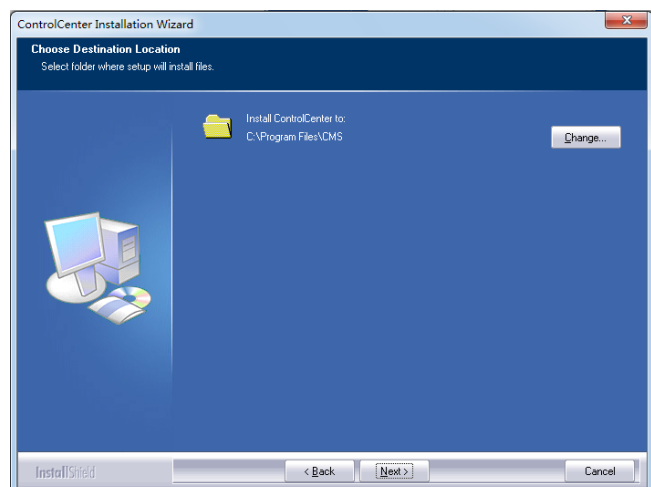 ControlCenter Installation Wizard
Choose Destination Location
Select folder where setup will install files.
Install ControlCenter to:
C:\Program Files\CMS
Change...
InstallShield
< Back
Next >
Cancel